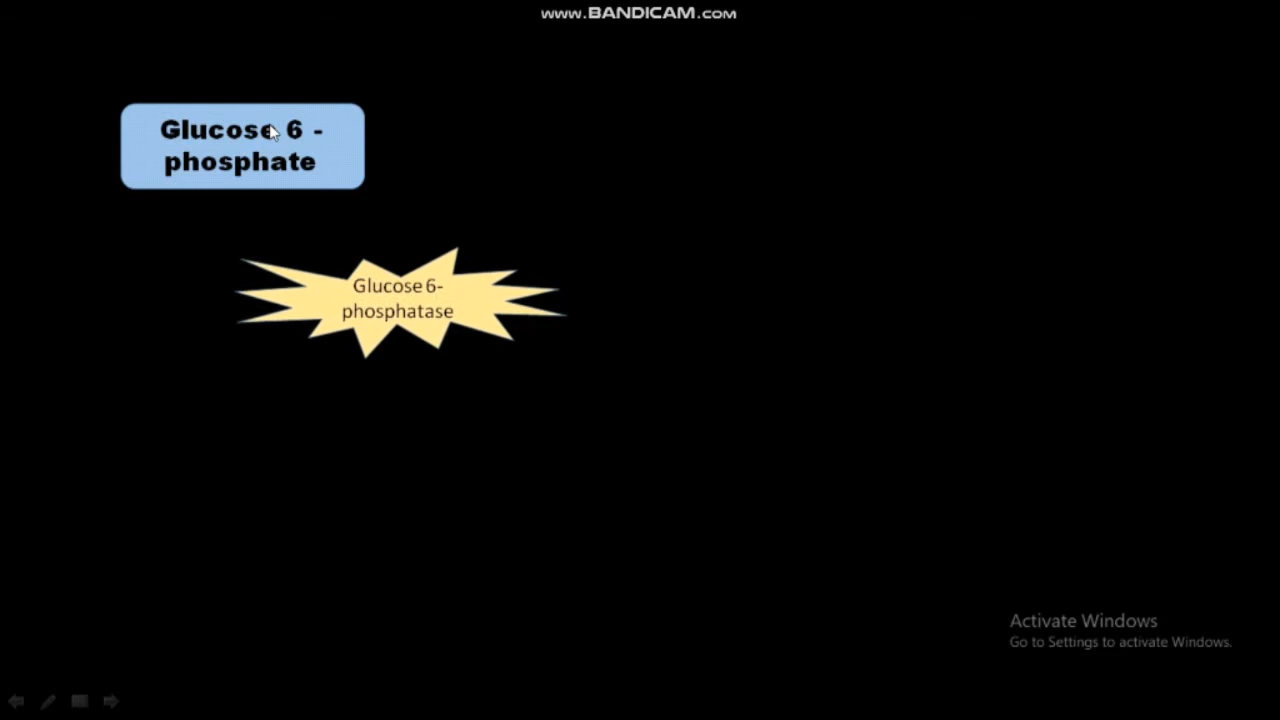 www.BANDICAM.com
Glucose 6 -
phosphate
Glucose 6-
phosphatase
Activate Windows
Go to Settings to activate Windows.